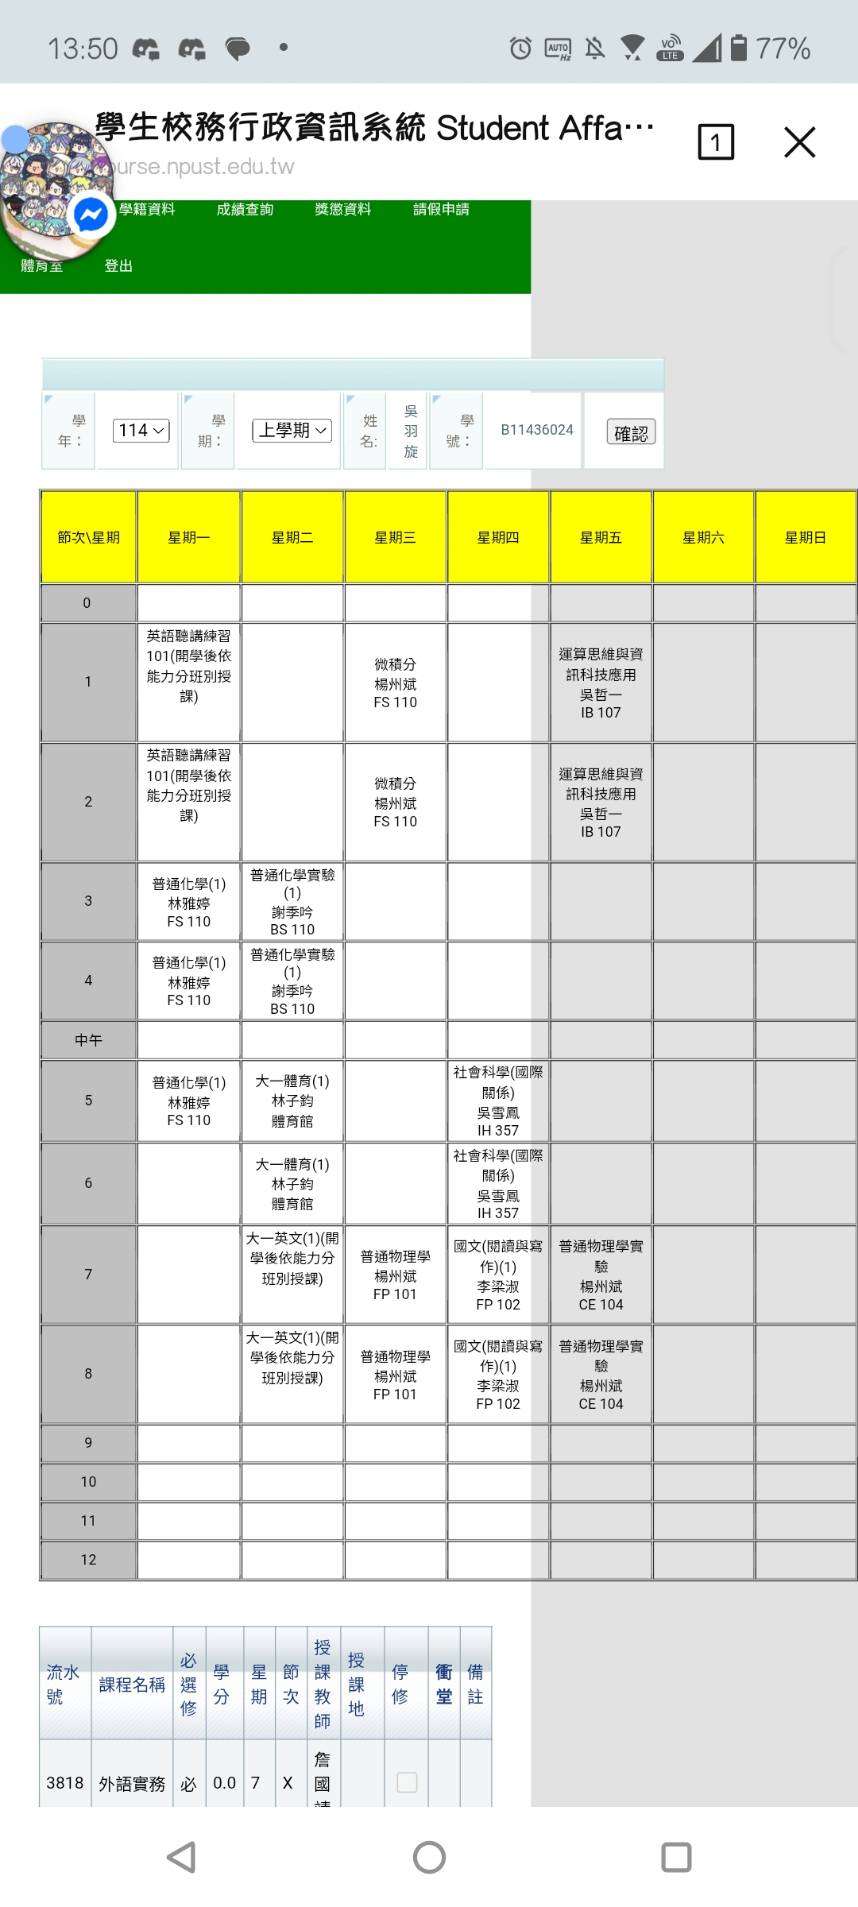 13:50
AUTO Hz
VO LTE
77%
學生校務行政資訊系統 Student Affa…
urse.npust.edu.tw
1
學籍資料 成績查詢 獎懲資料 請假申請
體育室 登出
學年： 114 學期： 上學期 姓名: 吳羽旋 學號： B11436024 確認
節次\星期 星期一 星期二 星期三 星期四 星期五 星期六 星期日
0
1
英語聽講練習
101(開學後依
能力分班別授
課)
微積分
楊州斌
FS 110
運算思維與資
訊科技應用
吳哲一
IB 107
2
英語聽講練習
101(開學後依
能力分班別授
課)
微積分
楊州斌
FS 110
運算思維與資
訊科技應用
吳哲一
IB 107
3
普通化學(1)
林雅婷
FS 110
普通化學實驗
(1)
謝季吟
BS 110
4
普通化學(1)
林雅婷
FS 110
普通化學實驗
(1)
謝季吟
BS 110
中午
5
普通化學(1)
林雅婷
FS 110
大一體育(1)
林子鈞
體育館
社會科學(國際
關係)
吳雪鳳
IH 357
6
大一體育(1)
林子鈞
體育館
社會科學(國際
關係)
吳雪鳳
IH 357
7
大一英文(1)(開
學後依能力分
班別授課)
普通物理學
楊州斌
FP 101
國文(閱讀與寫
作)(1)
李梁淑
FP 102
普通物理學實
驗
楊州斌
CE 104
8
大一英文(1)(開
學後依能力分
班別授課)
普通物理學
楊州斌
FP 101
國文(閱讀與寫
作)(1)
李梁淑
FP 102
普通物理學實
驗
楊州斌
CE 104
9
10
11
12
流水號 課程名稱 必選修 學分 星期 節次 授課教師 授課地 停修 衝堂 備註
3818 外語實務 必 0.0 7 X 詹國